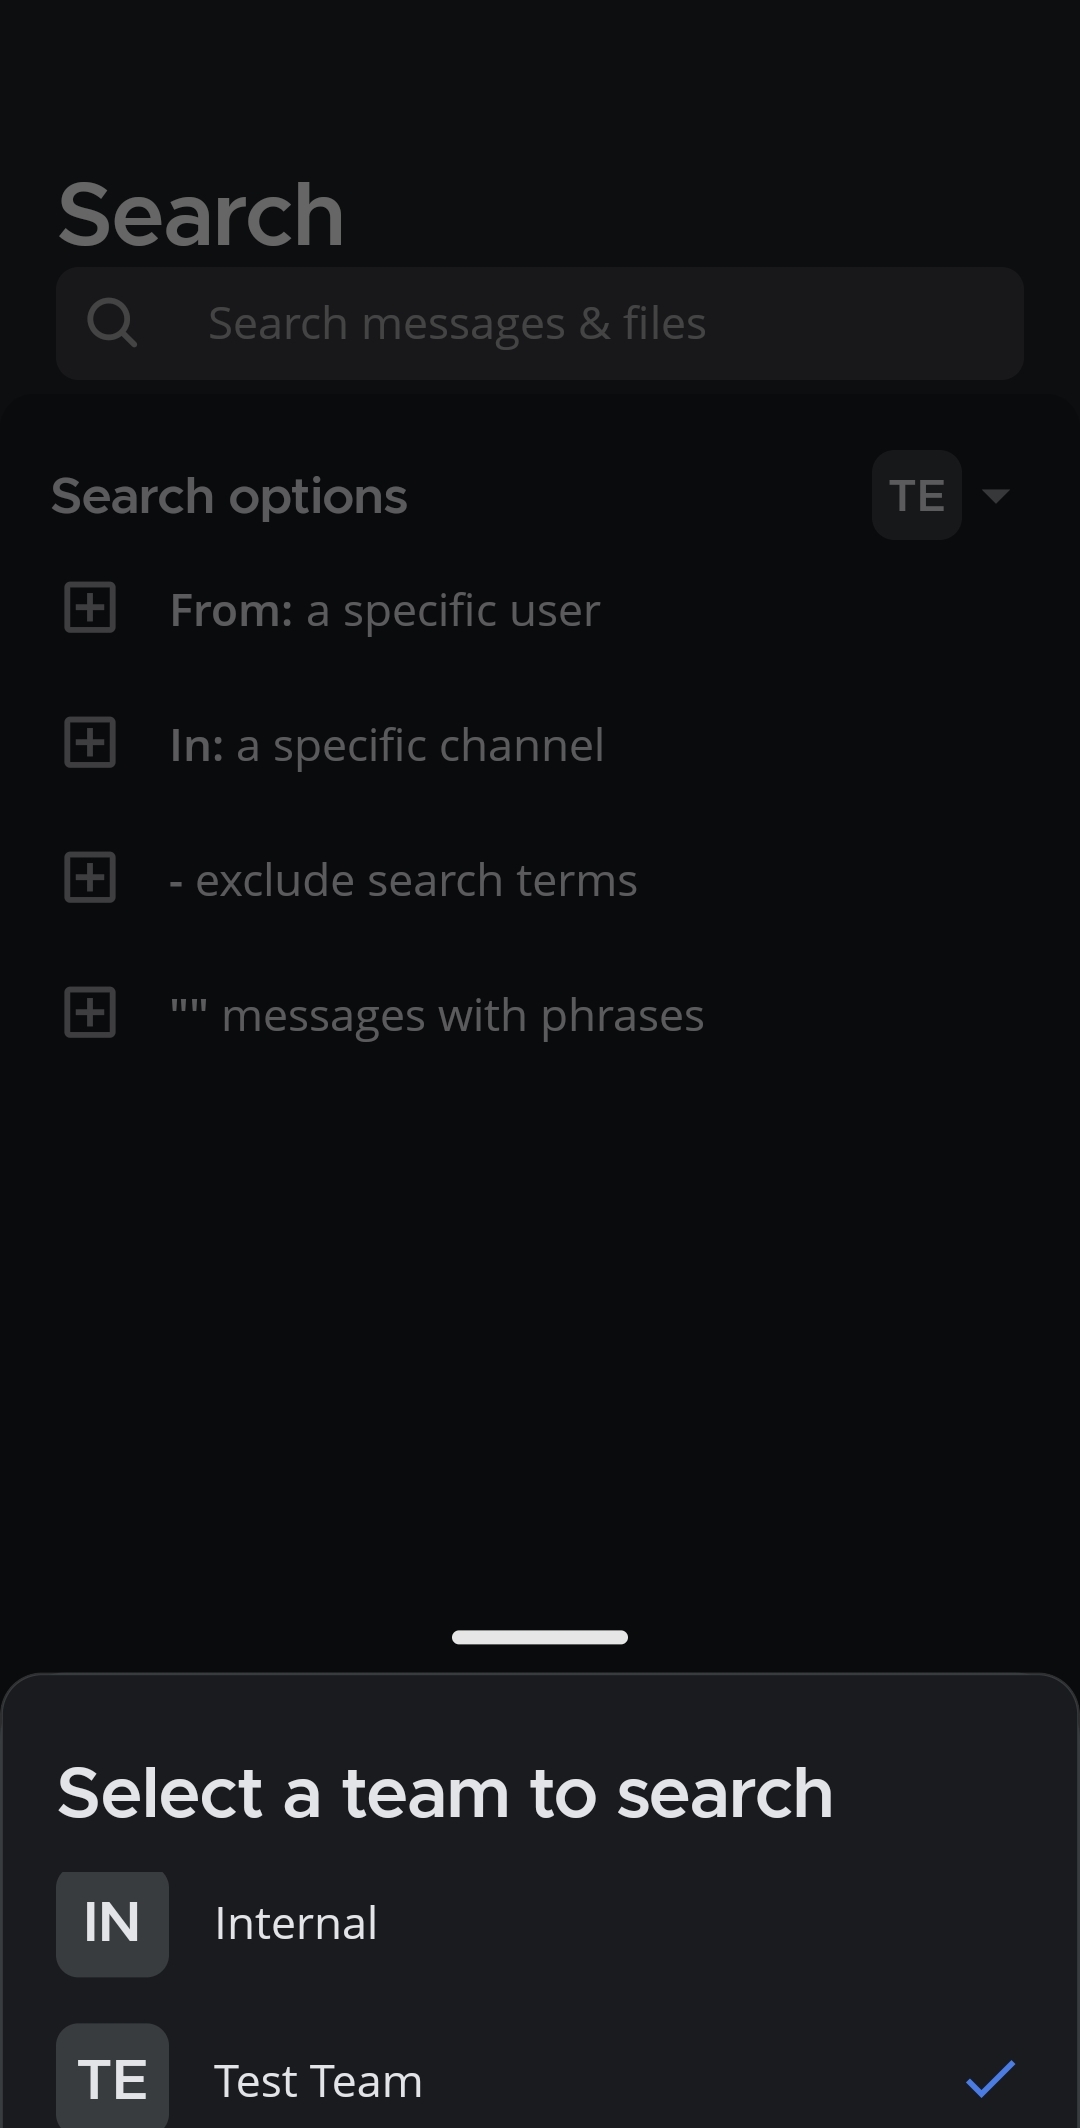 Search
Search messages & files
Search options
TE
From: a specific user
In: a specific channel
- exclude search terms
"" messages with phrases
Select a team to search
IN
Internal
TE
Test Team